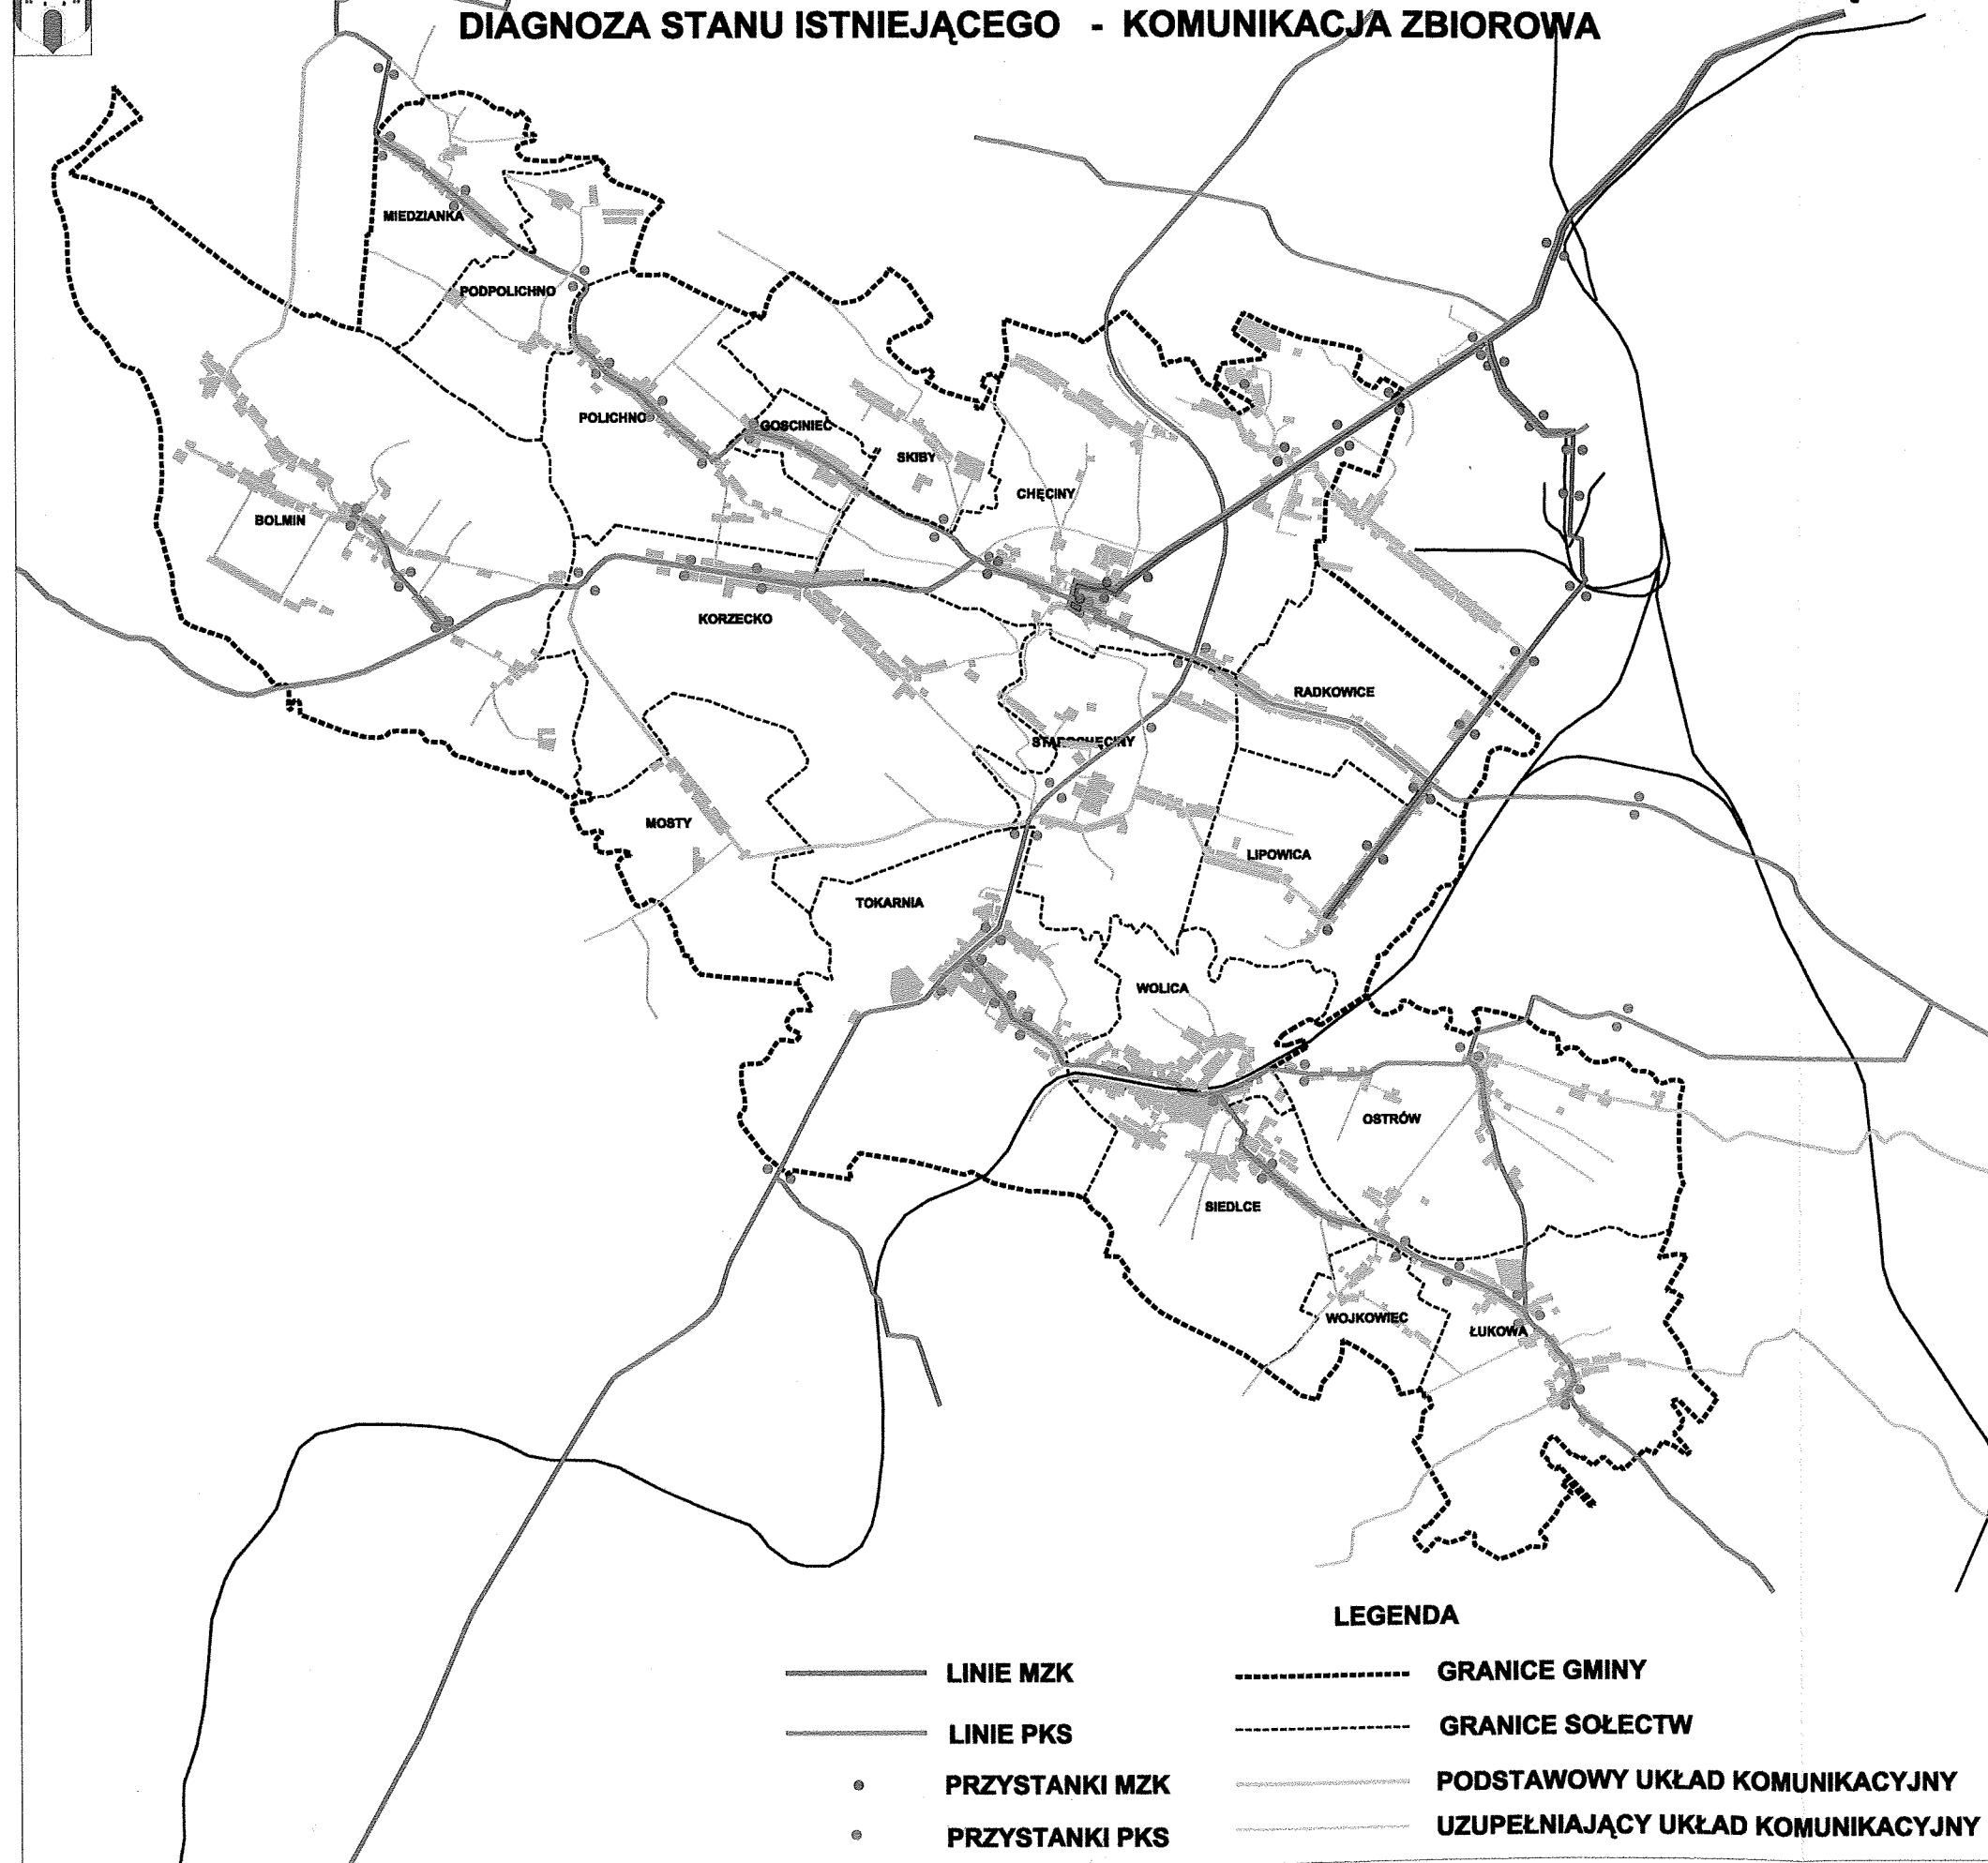 DIAGNOZA STANU ISTNIEJĄCEGO - KOMUNIKACJA ZBIOROWA
MIEDZIANKA
PODPOLICHNO
POLICHNO
GOŚCINIEC
SKIBY
CHĘCINY
BOLMIN
KORZECKO
RADKOWICE
STAROCHĘCINY
MOSTY
LIPOWICA
TOKARNIA
WOLICA
OSTRÓW
SIEDLCE
WOJKOWIEC
ŁUKOWA
LEGENDA
LINIE MZK
GRANICE GMINY
LINIE PKS
GRANICE SOŁECTW
PRZYSTANKI MZK
PODSTAWOWY UKŁAD KOMUNIKACYJNY
PRZYSTANKI PKS
UZUPEŁNIAJĄCY UKŁAD KOMUNIKACYJNY